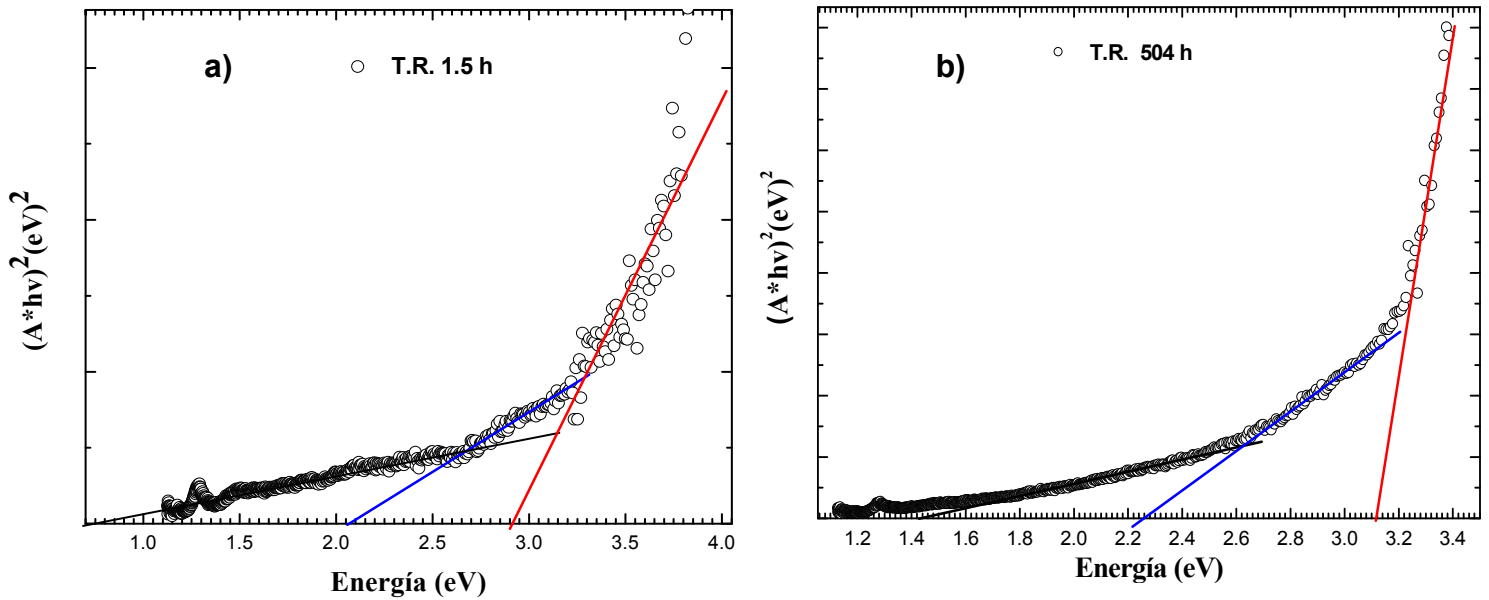 a)
○ T.R. 1.5 h
(A*hν)²(eV)²
1.0 1.5 2.0 2.5 3.0 3.5 4.0
Energía (eV)
b)
○ T.R. 504 h
(A*hν)²(eV)²
1.2 1.4 1.6 1.8 2.0 2.2 2.4 2.6 2.8 3.0 3.2 3.4
Energía (eV)